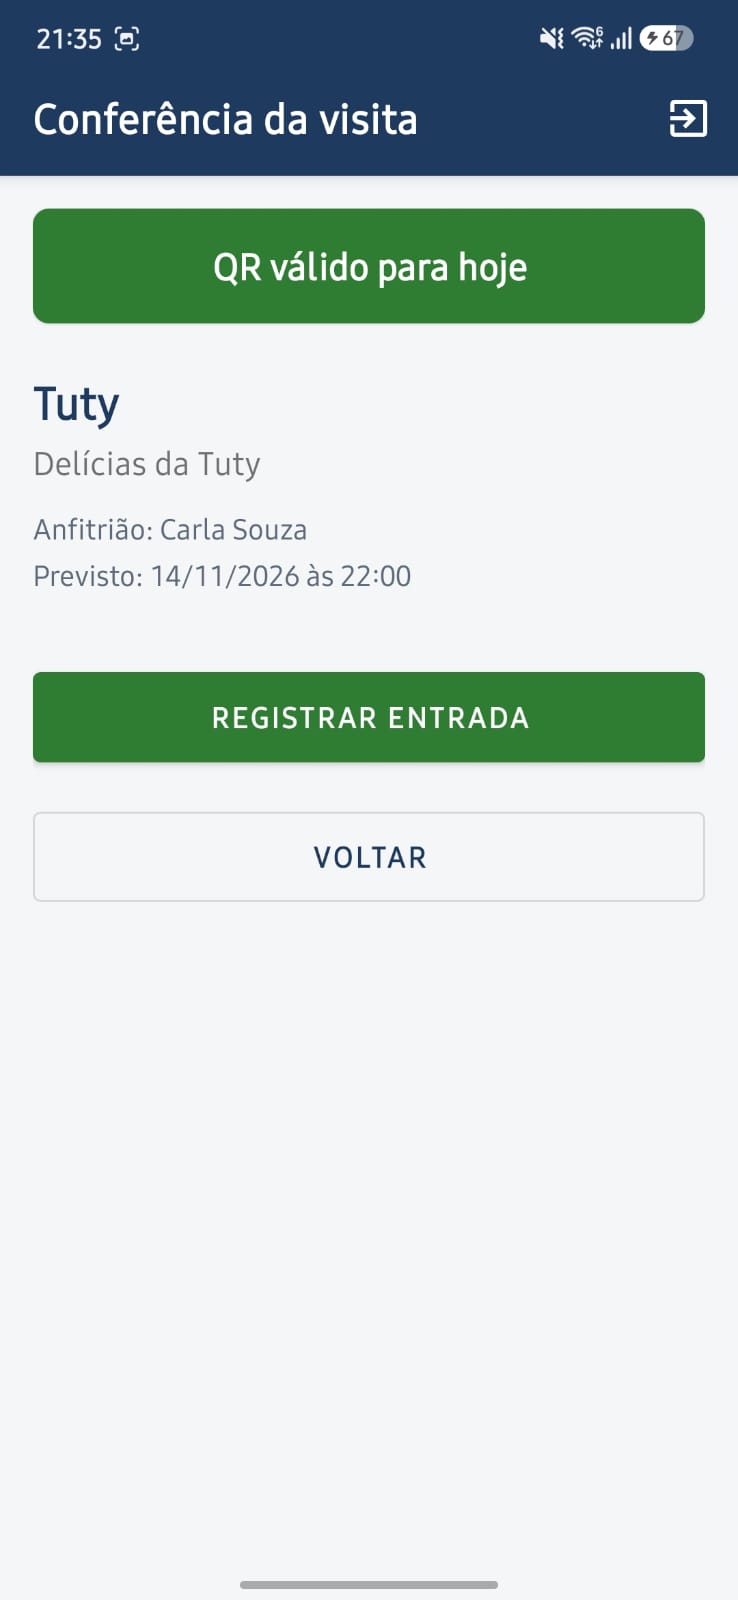 21:35
67
Conferência da visita
QR válido para hoje
Tuty
Delícias da Tuty
Anfitrião: Carla Souza
Previsto: 14/11/2026 às 22:00
REGISTRAR ENTRADA
VOLTAR